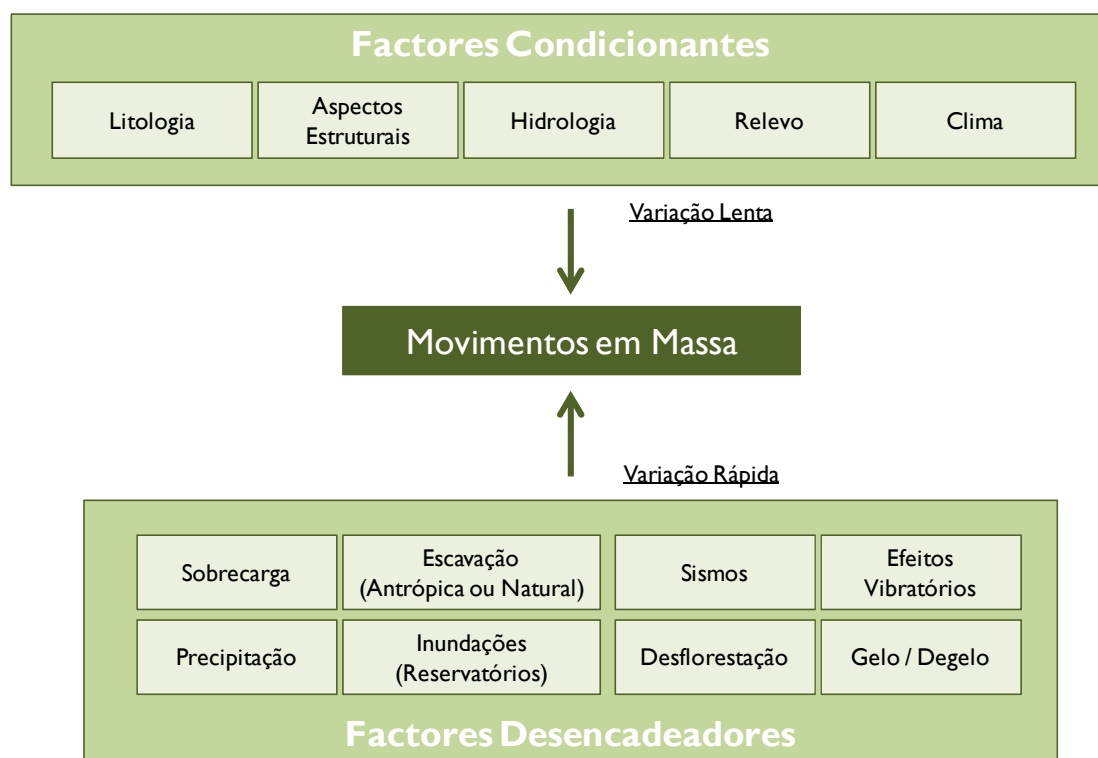 Factores Condicionantes
Litologia
Aspectos
Estruturais
Hidrologia
Relevo
Clima
Variação Lenta
Movimentos em Massa
Variação Rápida
Sobrecarga
Escavação
(Antrópica ou Natural)
Sismos
Efeitos
Vibratórios
Precipitação
Inundações
(Reservatórios)
Desflorestação
Gelo / Degelo
Factores Desencadeadores